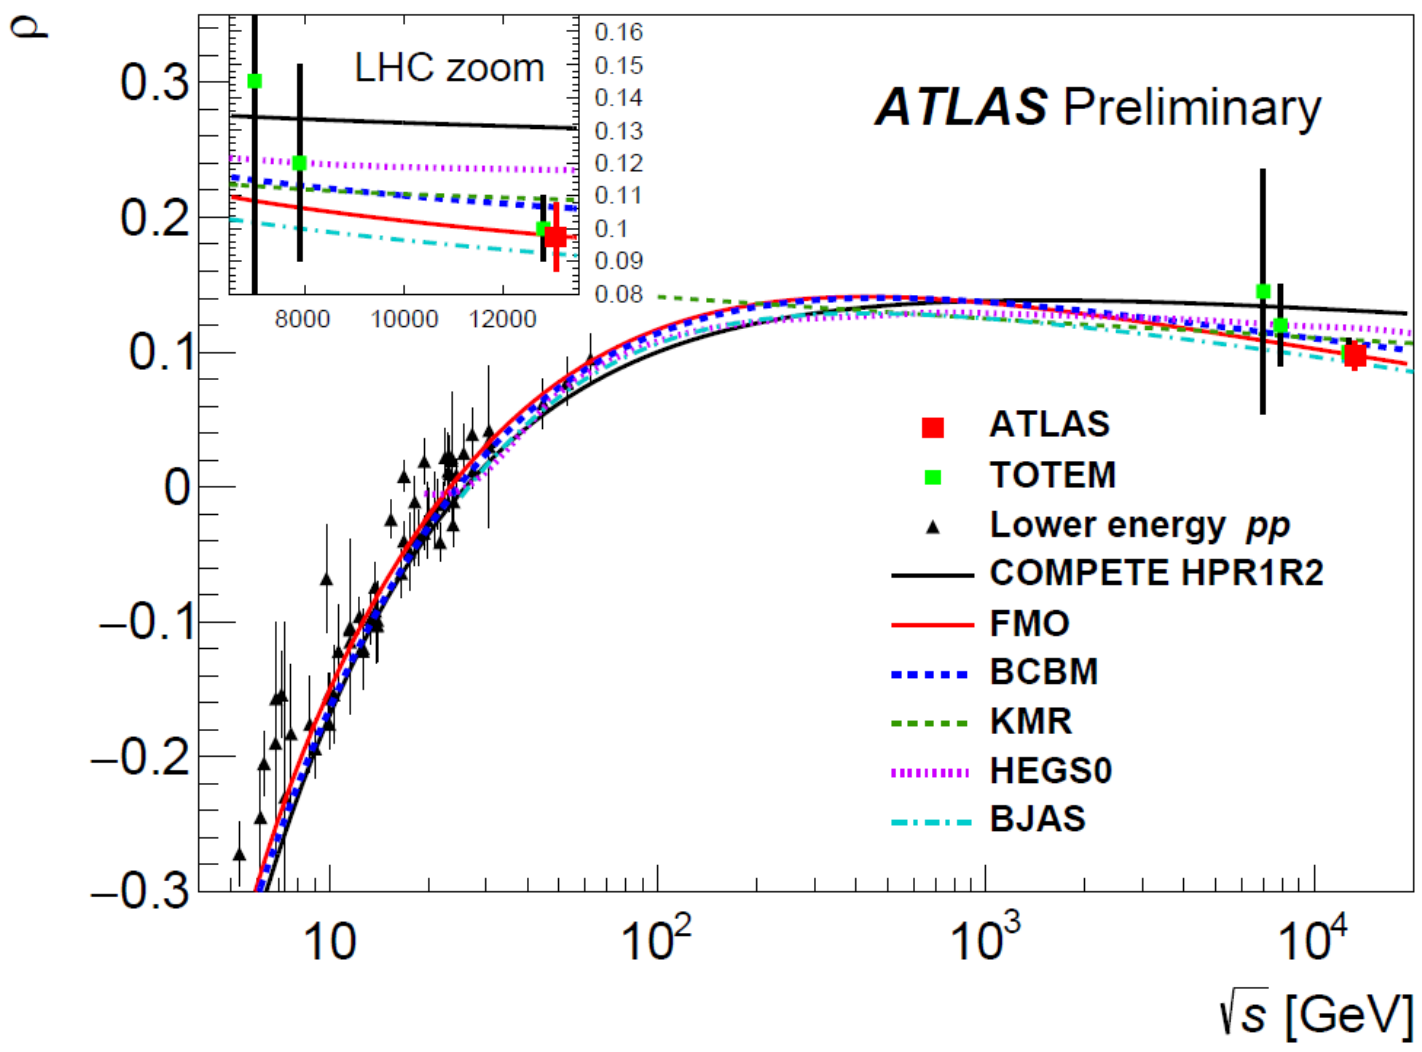 ρ
0.3
0.2
0.1
0
−0.1
−0.2
−0.3
LHC zoom
0.16
0.15
0.14
0.13
0.12
0.11
0.1
0.09
0.08
8000 10000 12000
ATLAS Preliminary
ATLAS
TOTEM
Lower energy pp
COMPETE HPR1R2
FMO
BCBM
KMR
HEGS0
BJAS
10 10² 10³ 10⁴
√s [GeV]